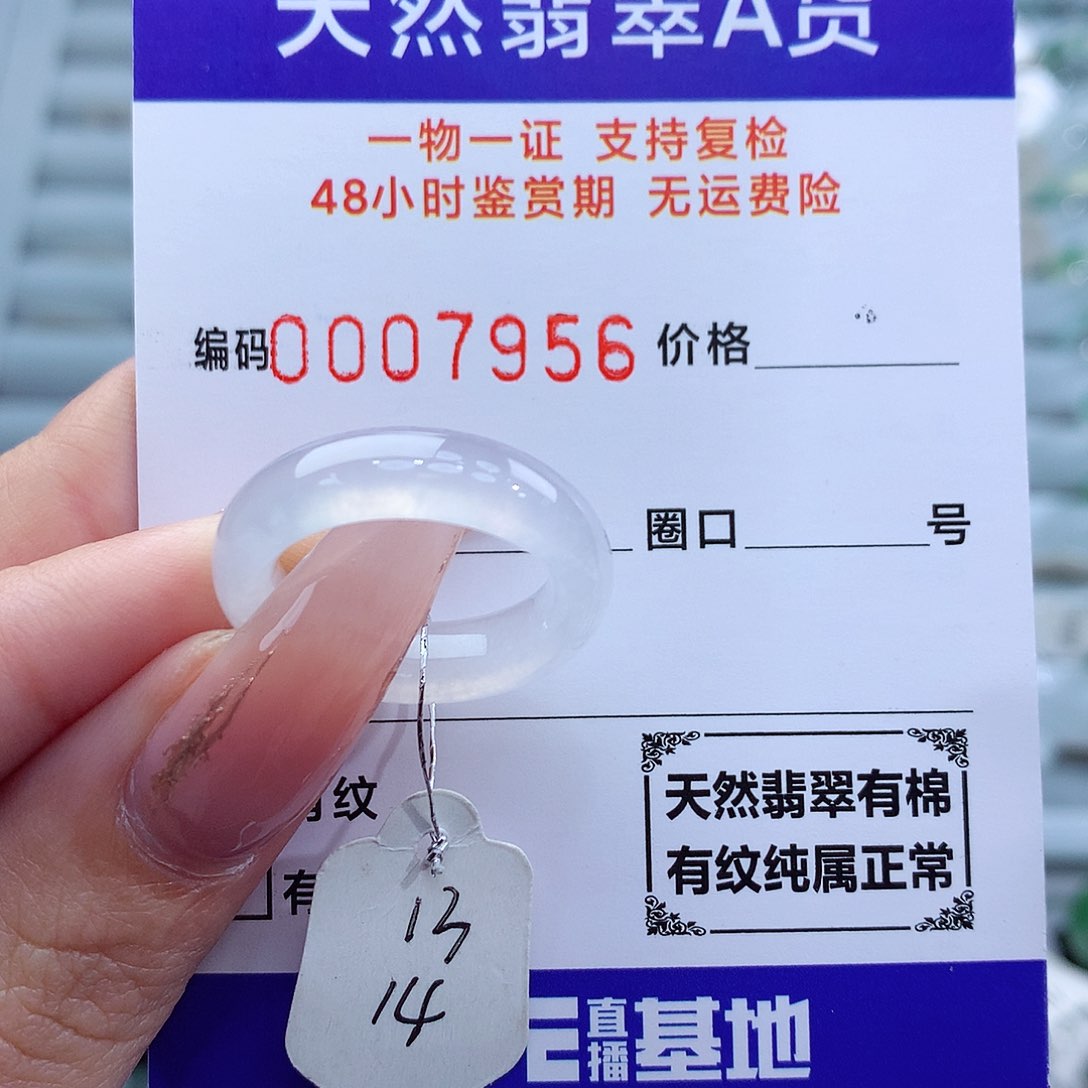 天然翡翠A货
一物一证 支持复检
48小时鉴赏期 无运费险
编码0007956 价格
圈口 号
有纹
天然翡翠有棉
有
有纹纯属正常
13
14
直播基地